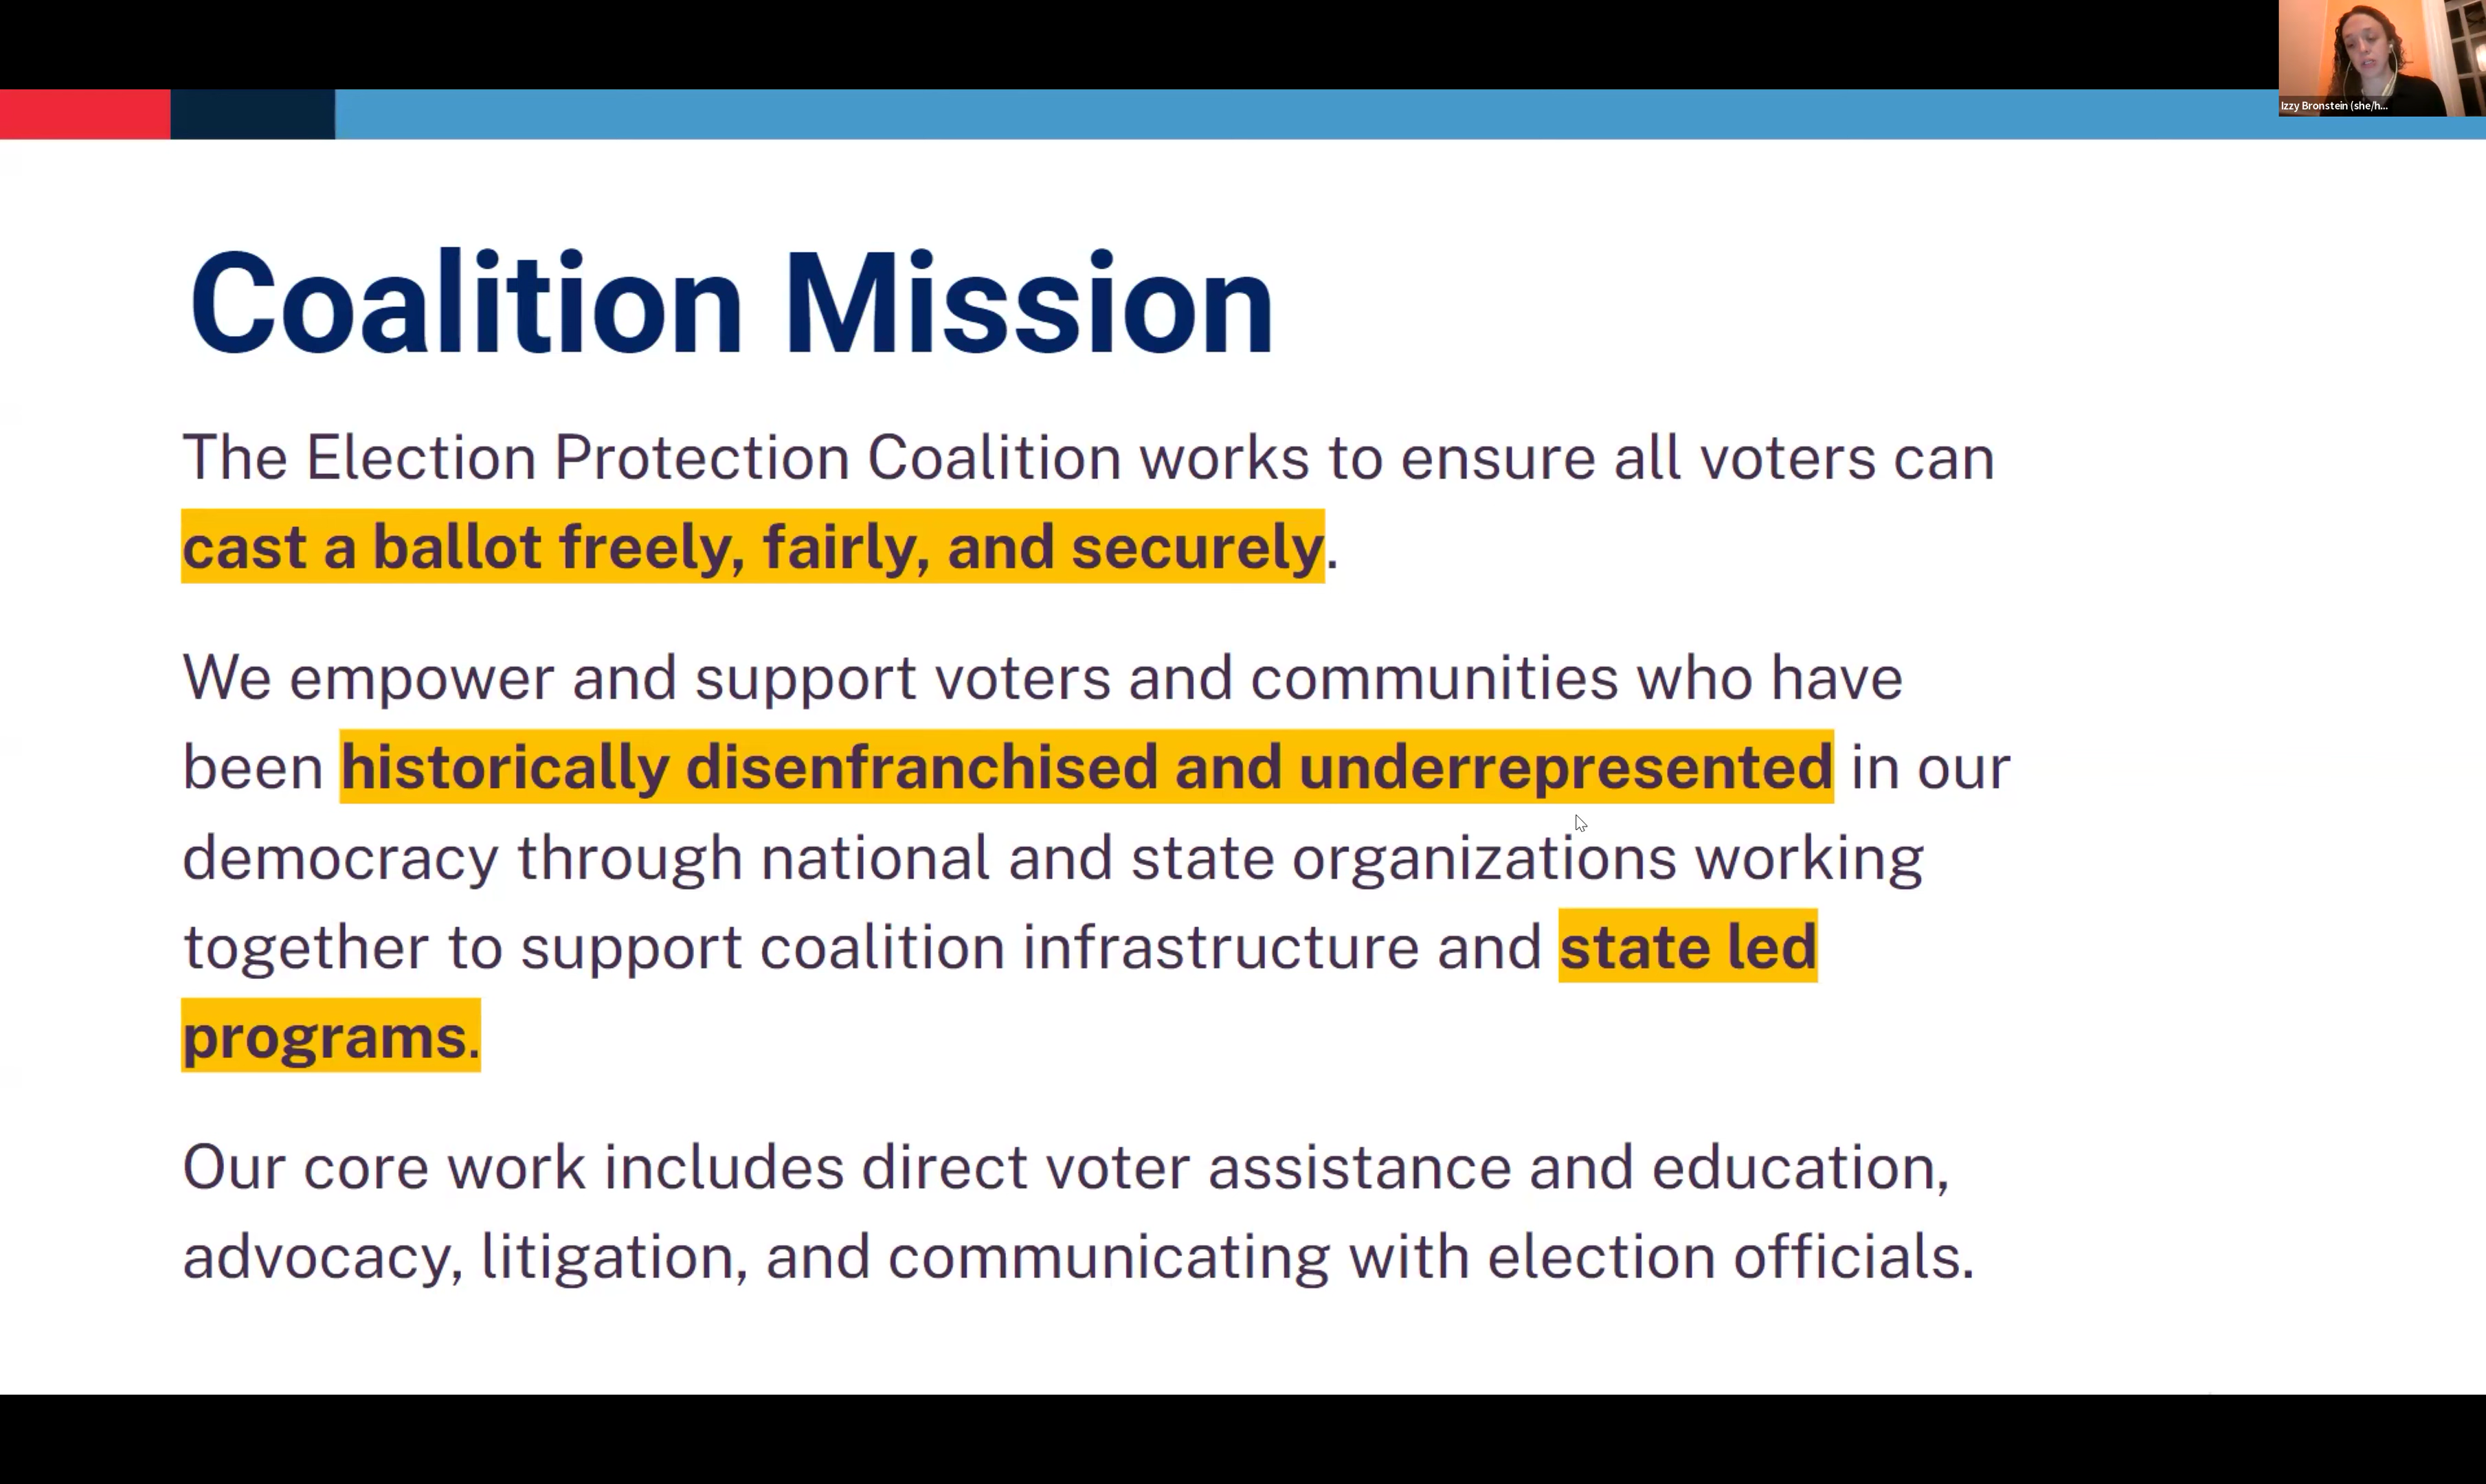 Izzy Bronstein (she/h...
Coalition Mission
The Election Protection Coalition works to ensure all voters can
cast a ballot freely, fairly, and securely.
We empower and support voters and communities who have
been historically disenfranchised and underrepresented in our
democracy through national and state organizations working
together to support coalition infrastructure and state led
programs.
Our core work includes direct voter assistance and education,
advocacy, litigation, and communicating with election officials.